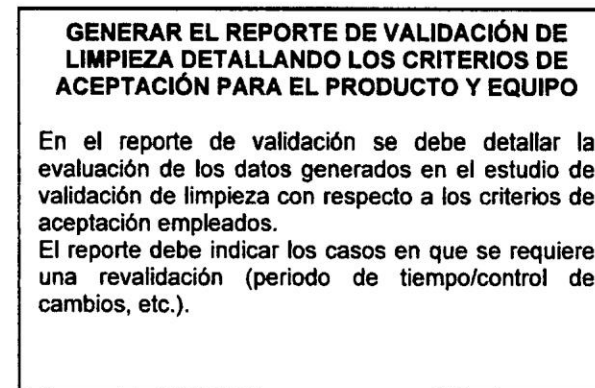 GENERAR EL REPORTE DE VALIDACIÓN DE
LIMPIEZA DETALLANDO LOS CRITERIOS DE
ACEPTACIÓN PARA EL PRODUCTO Y EQUIPO
En el reporte de validación se debe detallar la
evaluación de los datos generados en el estudio de
validación de limpieza con respecto a los criterios de
aceptación empleados.
El reporte debe indicar los casos en que se requiere
una revalidación (periodo de tiempo/control de
cambios, etc.).